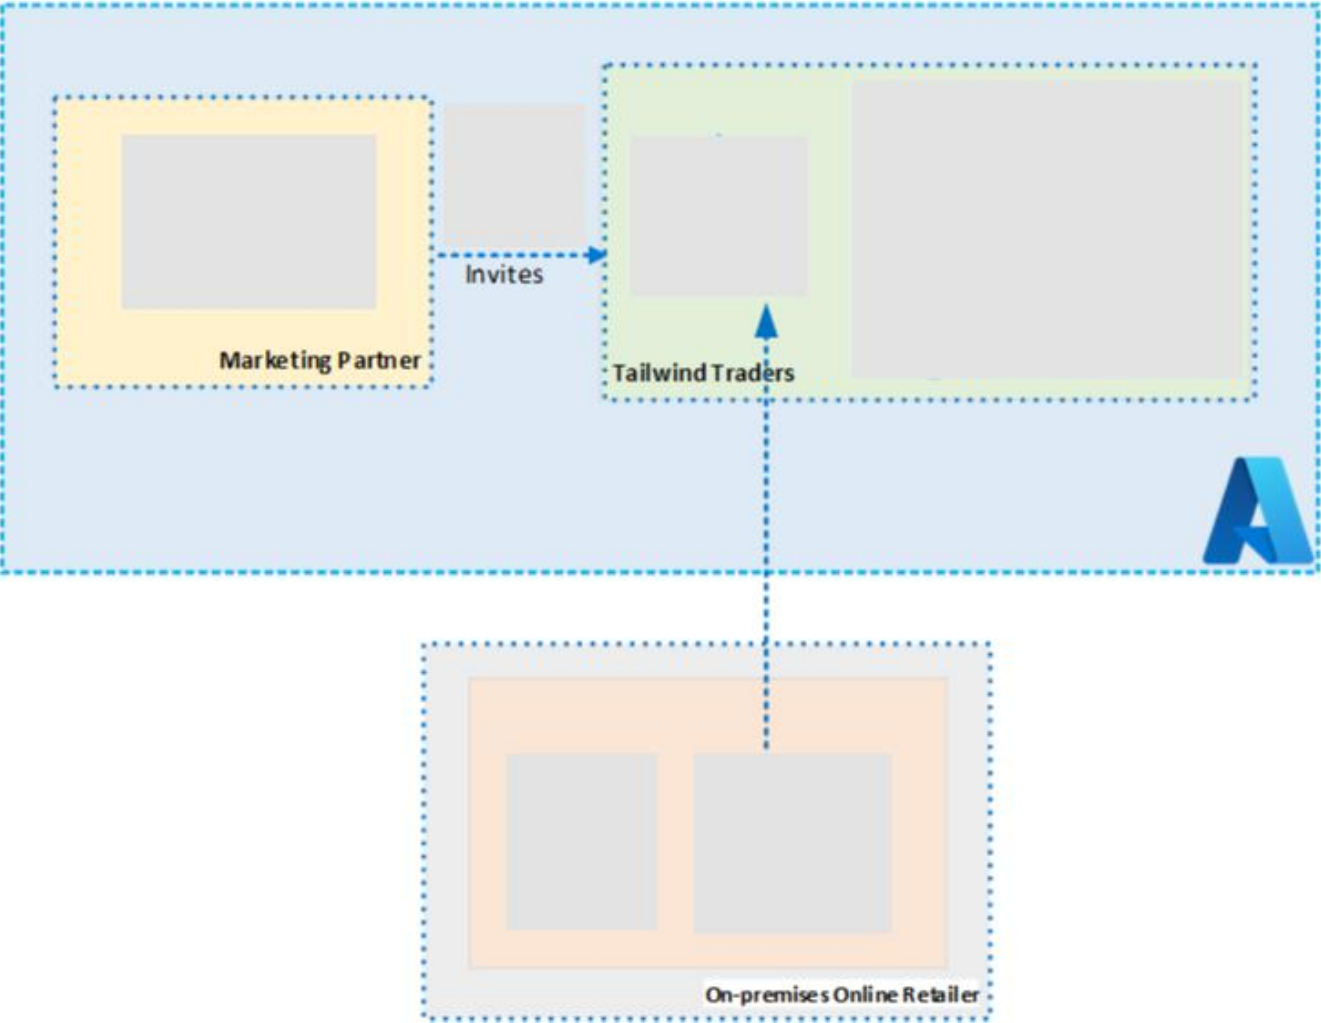 Invites
Marketing Partner
Tailwind Traders
On-premises Online Retailer